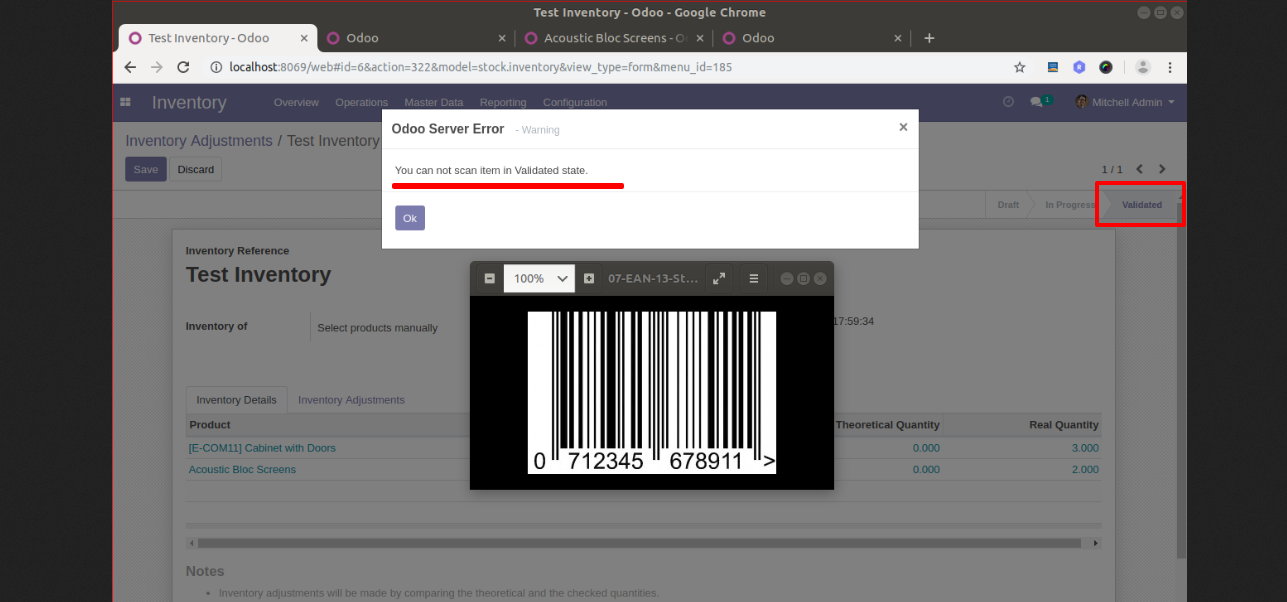 Test Inventory - Odoo - Google Chrome
Test Inventory - Odoo
Odoo
Acoustic Bloc Screens - O
Odoo
localhost:8069/web#id=6&action=322&model=stock.inventory&view_type=form&menu_id=185
Inventory
Overview Operations Master Data Reporting Configuration
1
Mitchell Admin
Odoo Server Error - Warning
Inventory Adjustments / Test Inventory
Save Discard
You can not scan item in Validated state.
1 / 1
Draft In Progress Validated
Ok
Inventory Reference
Test Inventory
100% 07-EAN-13-St...
Inventory of Select products manually
17:59:34
Inventory Details Inventory Adjustments
Product Theoretical Quantity Real Quantity
[E-COM11] Cabinet with Doors 0.000 3.000
Acoustic Bloc Screens 0.000 2.000
0 712345 678911 >
Notes
• Inventory adjustments will be made by comparing the theoretical and the checked quantities.